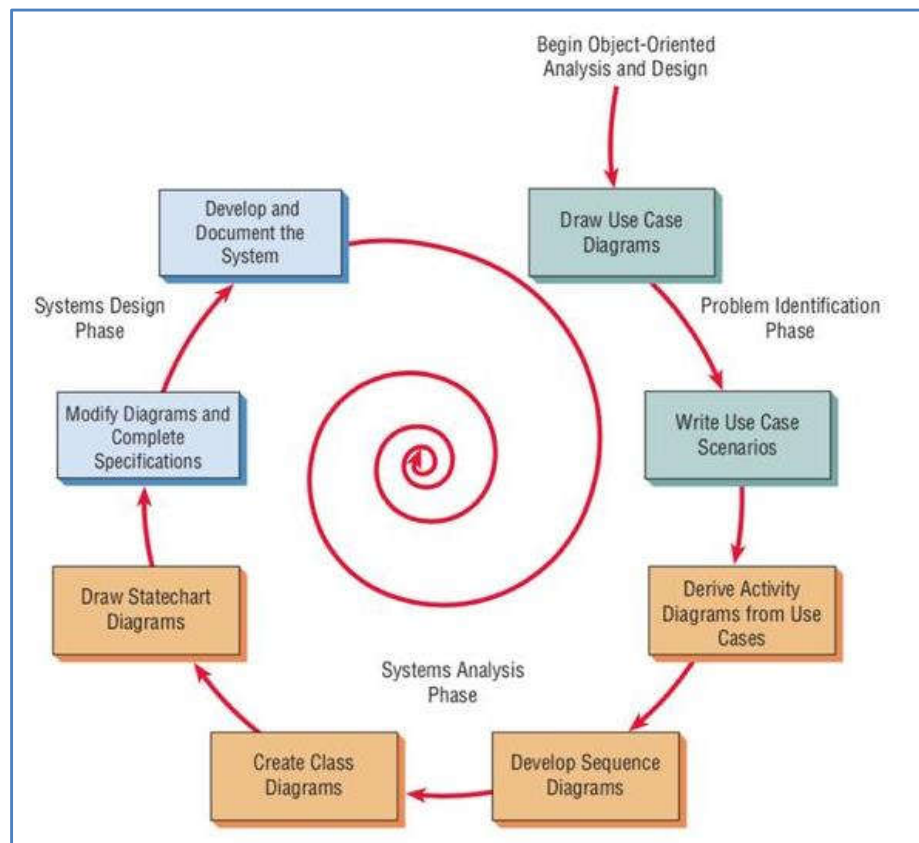 Begin Object-Oriented
Analysis and Design
Draw Use Case
Diagrams
Problem Identification
Phase
Write Use Case
Scenarios
Derive Activity
Diagrams from Use
Cases
Develop Sequence
Diagrams
Systems Analysis
Phase
Create Class
Diagrams
Draw Statechart
Diagrams
Modify Diagrams and
Complete
Specifications
Systems Design
Phase
Develop and
Document the
System